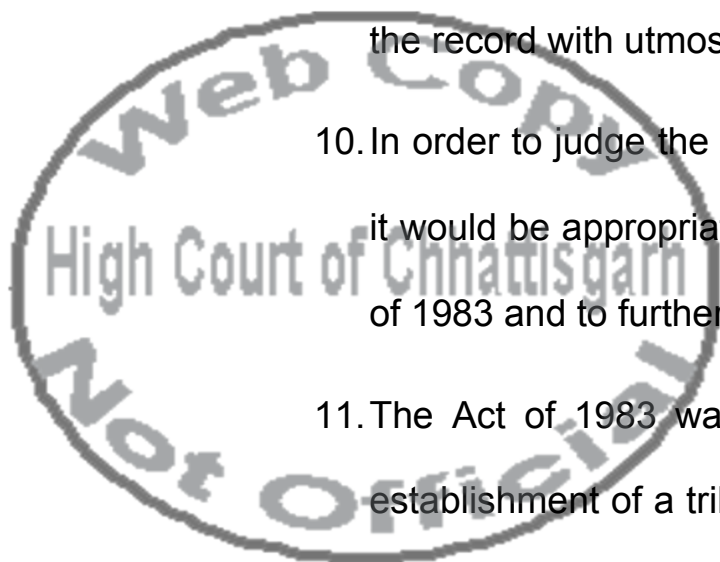 the record with utmos
10. In order to judge the
it would be appropria
of 1983 and to further
11. The Act of 1983 wa
establishment of a tril
Web Copy
High Court of Chhattisgarh
Not Official